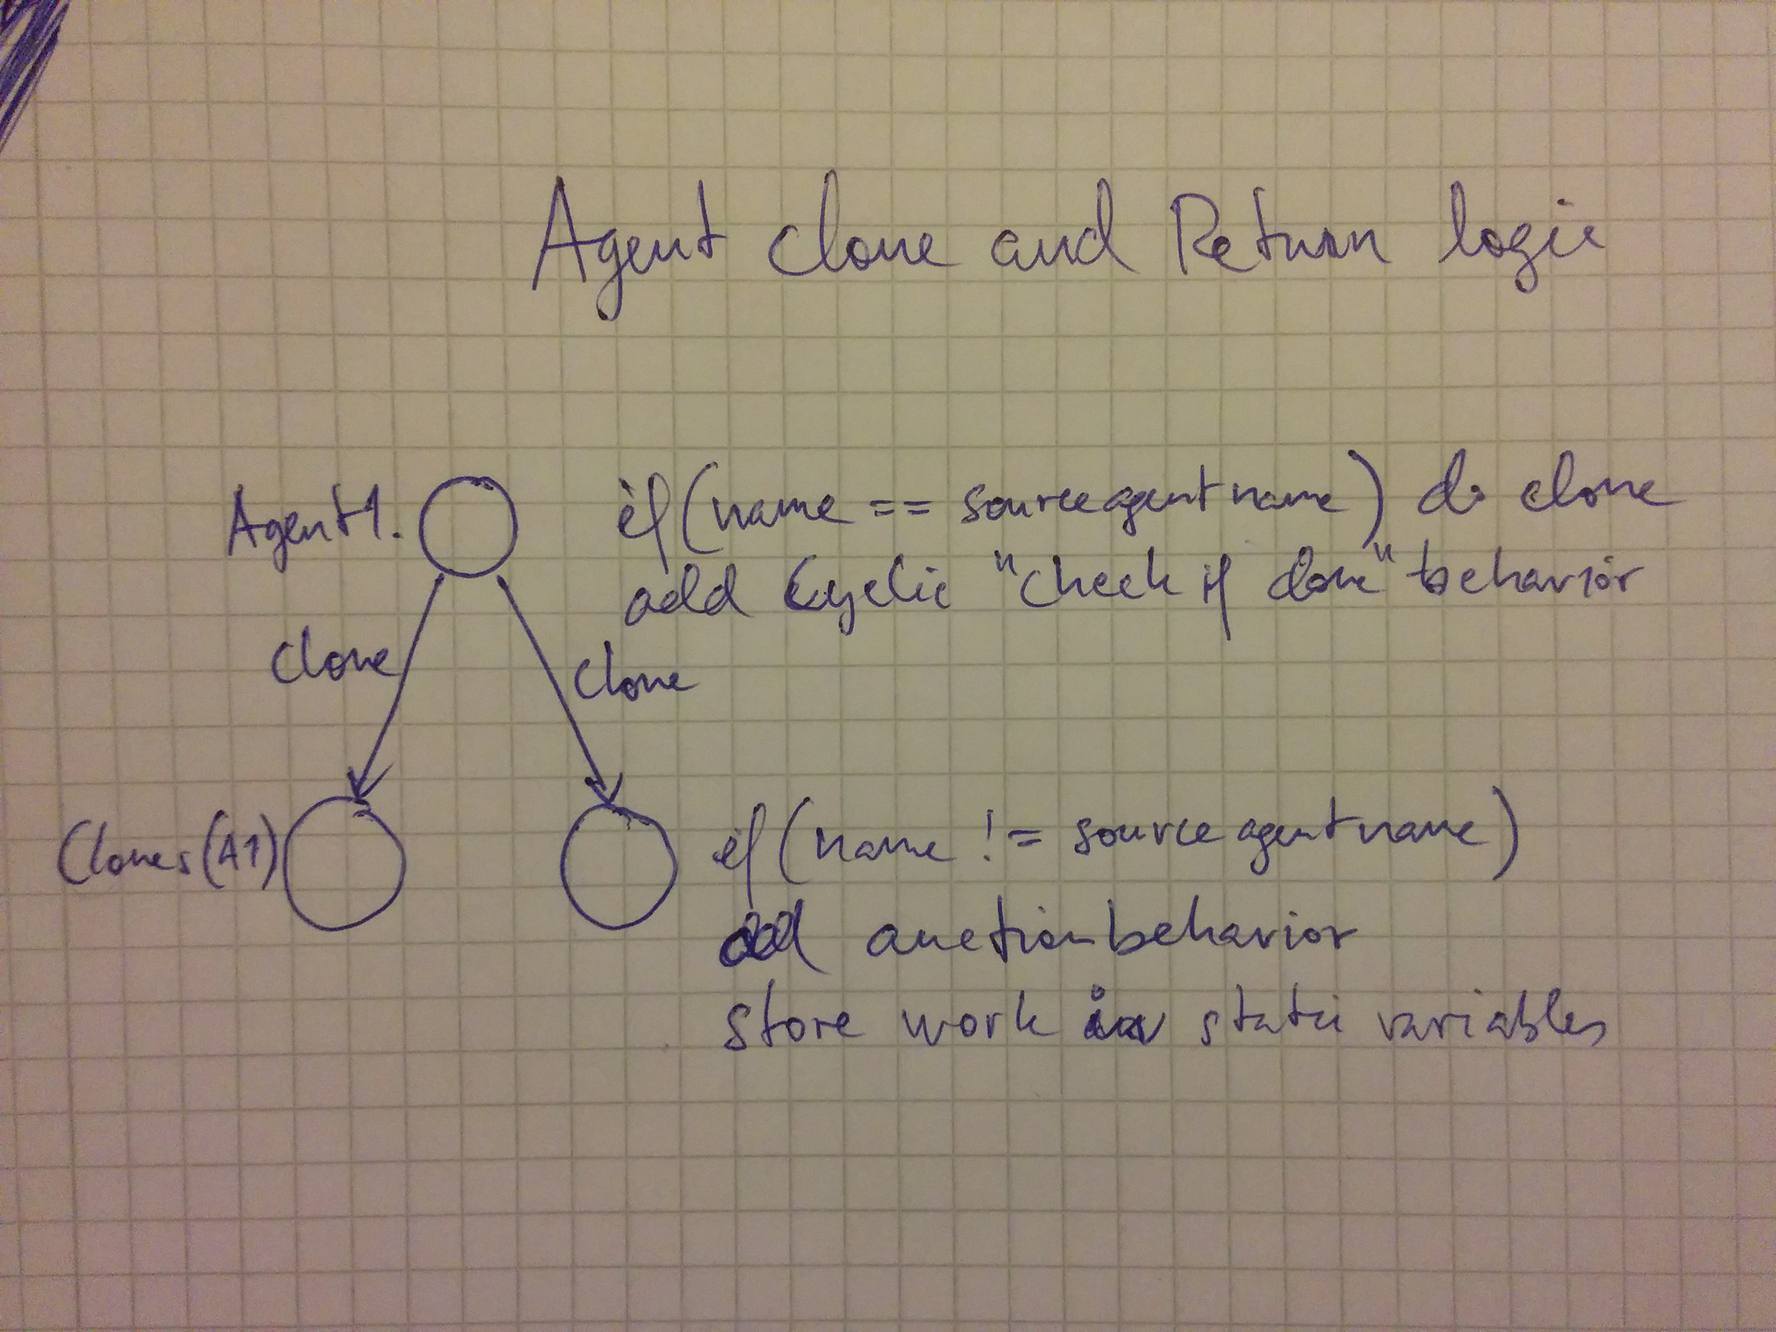 Agent clone and Return logic
Agent1. if(name == sourceagentname) do clone
add Cyclic "check if done" behavior
Clone clone
Clones(A1) if(name != sourceagentname)
add auctionbehavior
store work in static variables